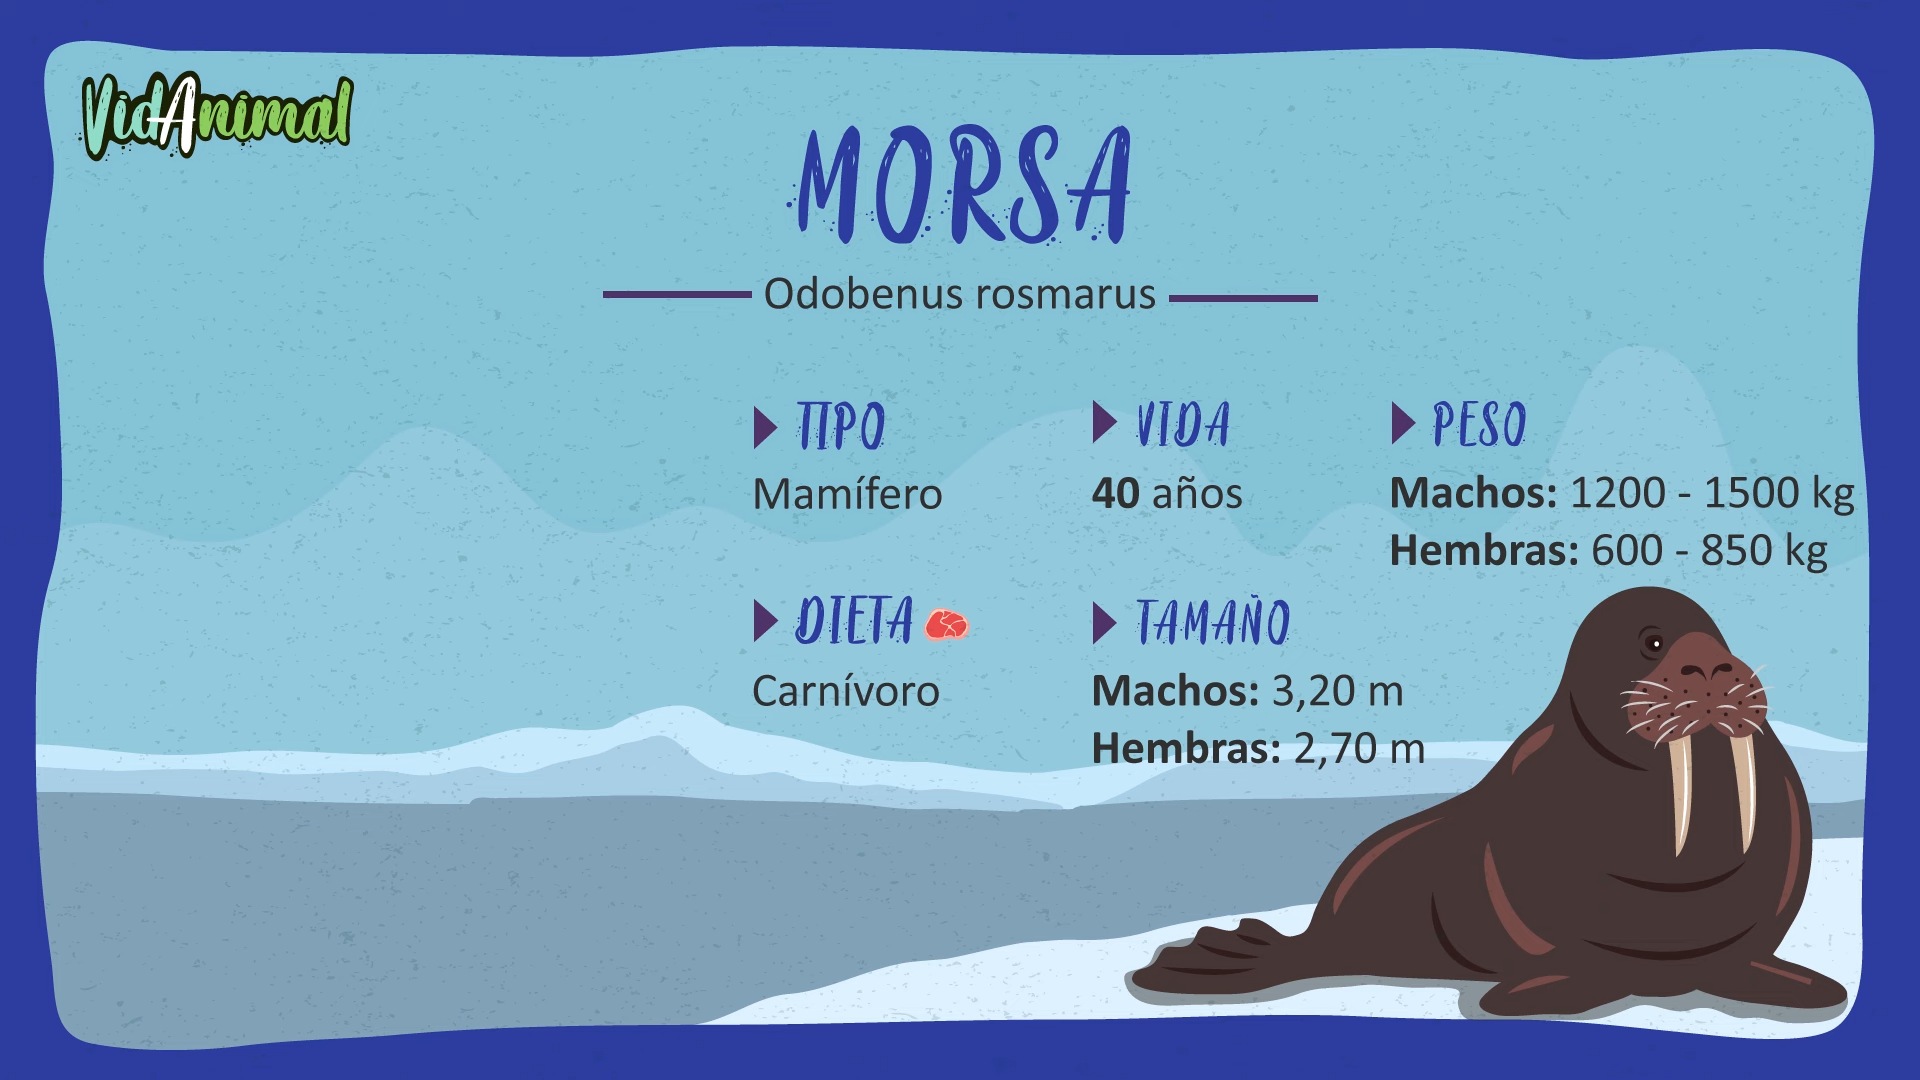 VidAnimal
MORSA
Odobenus rosmarus
TIPO
Mamífero
VIDA
40 años
PESO
Machos: 1200 - 1500 kg
Hembras: 600 - 850 kg
DIETA
Carnívoro
TAMAÑO
Machos: 3,20 m
Hembras: 2,70 m